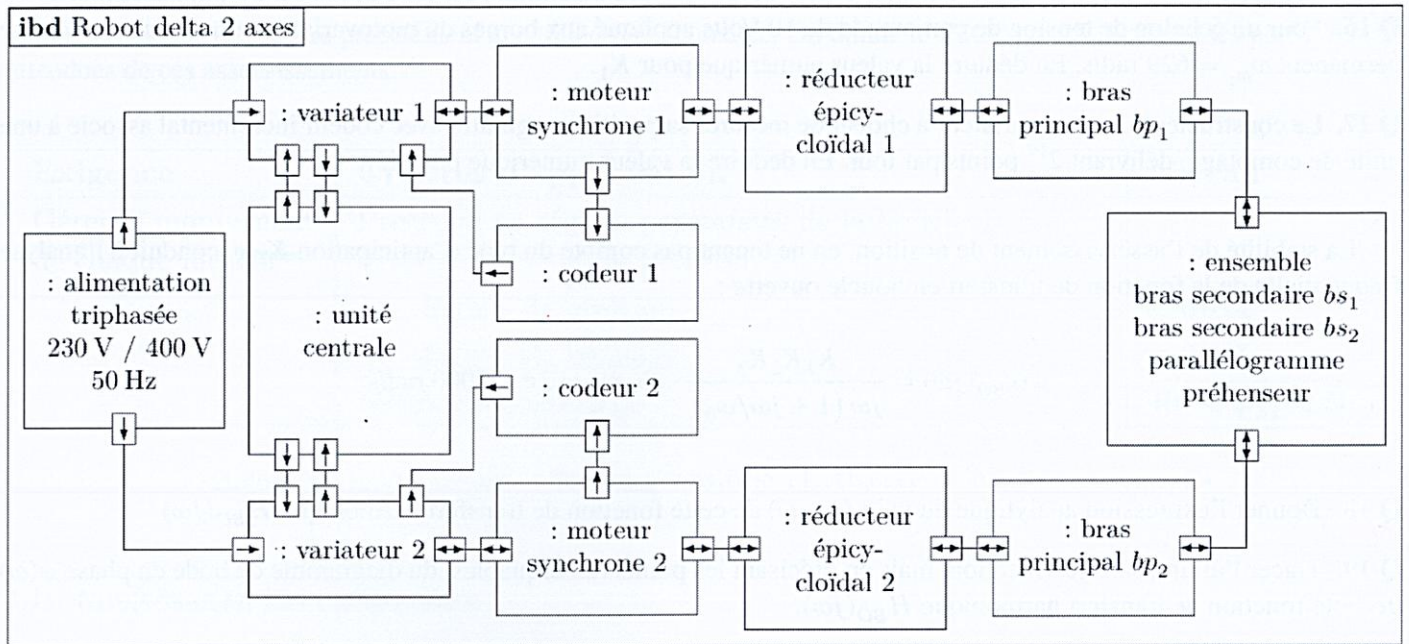 ibd Robot delta 2 axes
: variateur 1
: moteur
synchrone 1
: réducteur
épicy-
cloïdal 1
: bras
principal bp₁
: alimentation
triphasée
230 V / 400 V
50 Hz
: unité
centrale
: codeur 1
: codeur 2
: ensemble
bras secondaire bs₁
bras secondaire bs₂
parallélogramme
préhenseur
: variateur 2
: moteur
synchrone 2
: réducteur
épicy-
cloïdal 2
: bras
principal bp₂